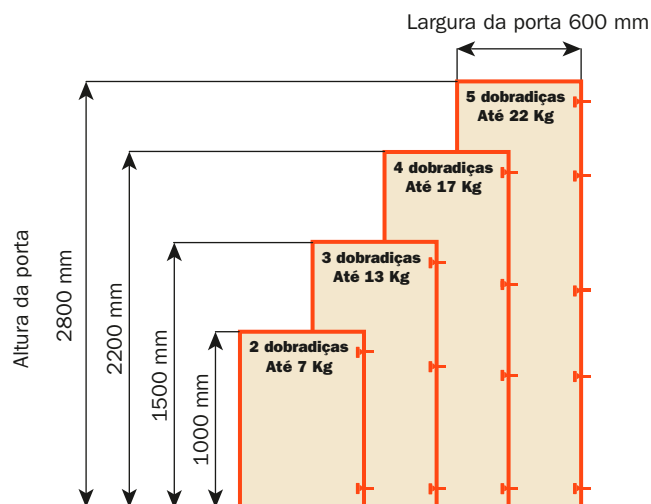 Largura da porta 600 mm
5 dobradiças
Até 22 Kg
4 dobradiças
Até 17 Kg
3 dobradiças
Até 13 Kg
2 dobradiças
Até 7 Kg
Altura da porta
2800 mm
2200 mm
1500 mm
1000 mm